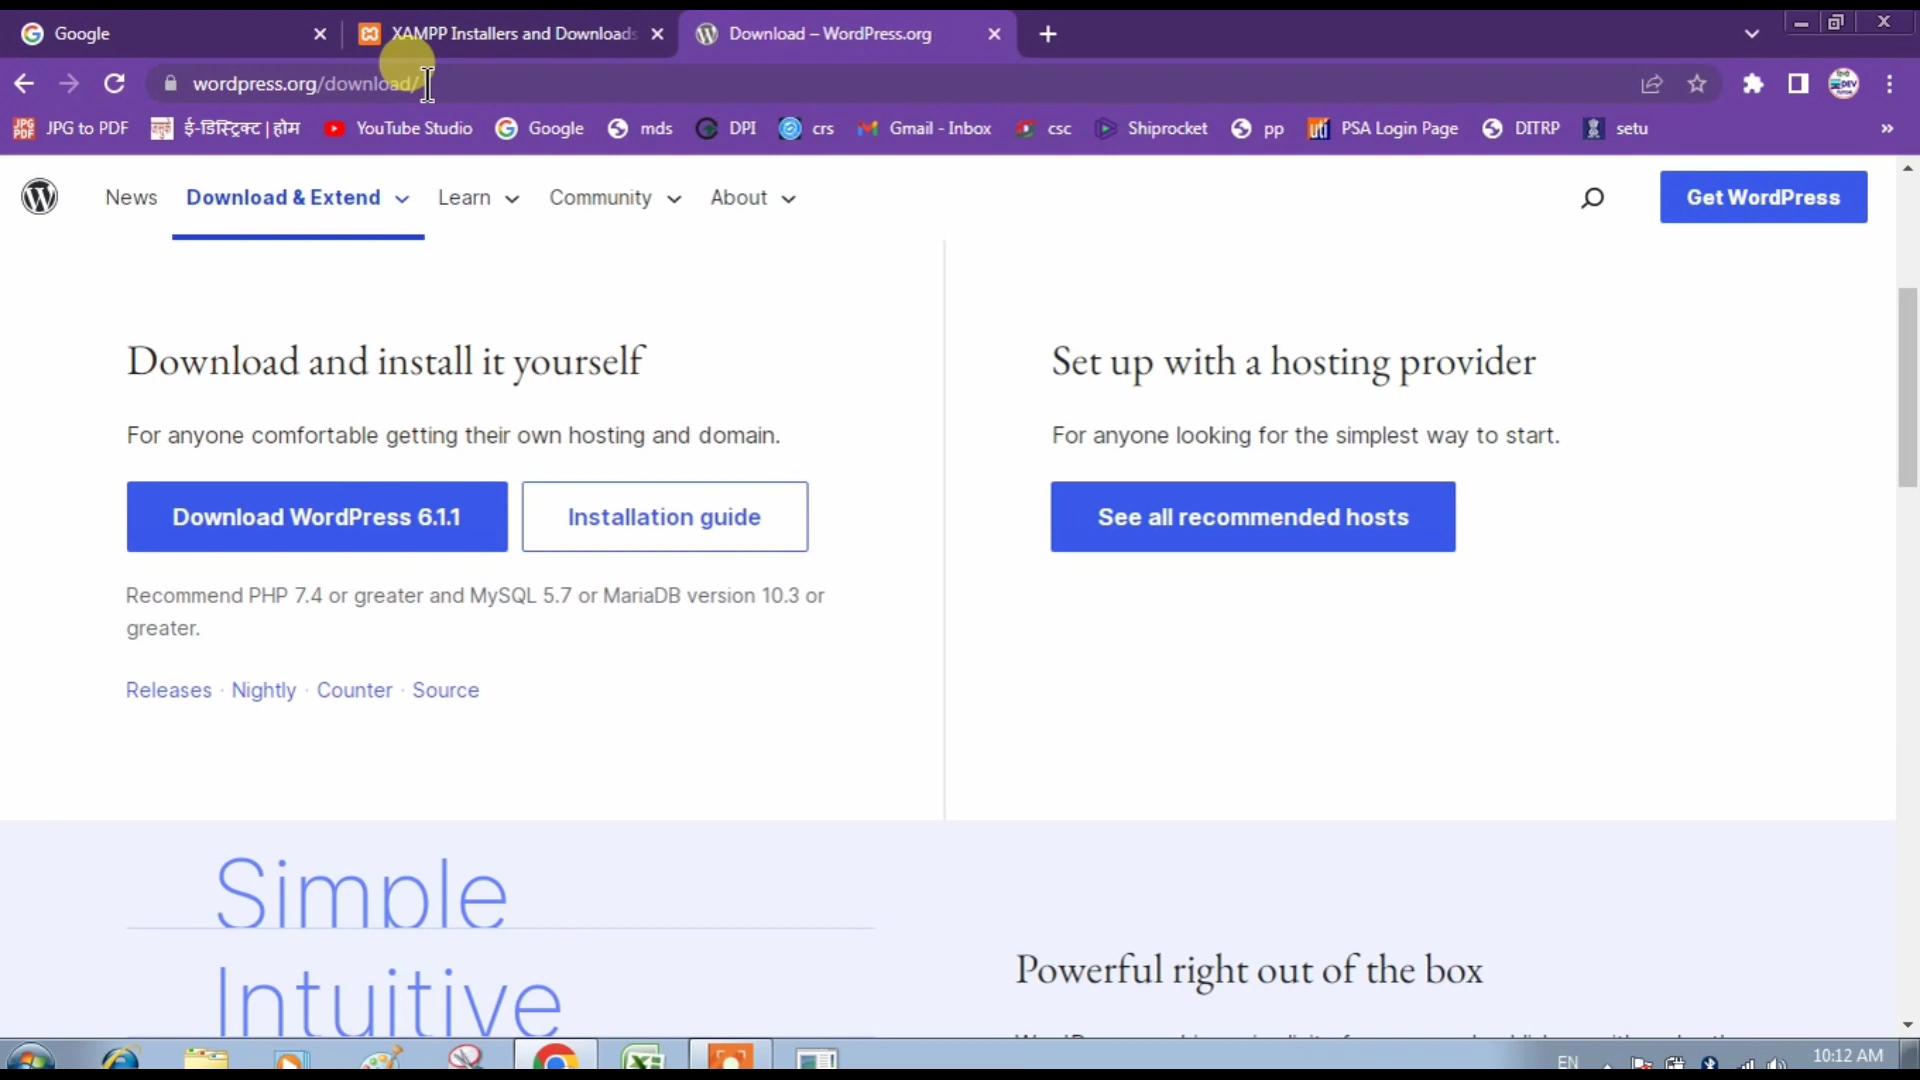 Google
XAMPP Installers and Downloads
Download – WordPress.org
wordpress.org/download/
JPG to PDF
ई-डिस्ट्रिक्ट | होम
YouTube Studio
Google
mds
DPI
crs
Gmail - Inbox
csc
Shiprocket
pp
uti
PSA Login Page
DITRP
setu
»
News
Download & Extend
Learn
Community
About
Get WordPress
Download and install it yourself
For anyone comfortable getting their own hosting and domain.
Download WordPress 6.1.1
Installation guide
Recommend PHP 7.4 or greater and MySQL 5.7 or MariaDB version 10.3 or
greater.
Releases · Nightly · Counter · Source
Set up with a hosting provider
For anyone looking for the simplest way to start.
See all recommended hosts
Simple
Intuitive
Powerful right out of the box
EN
10:12 AM